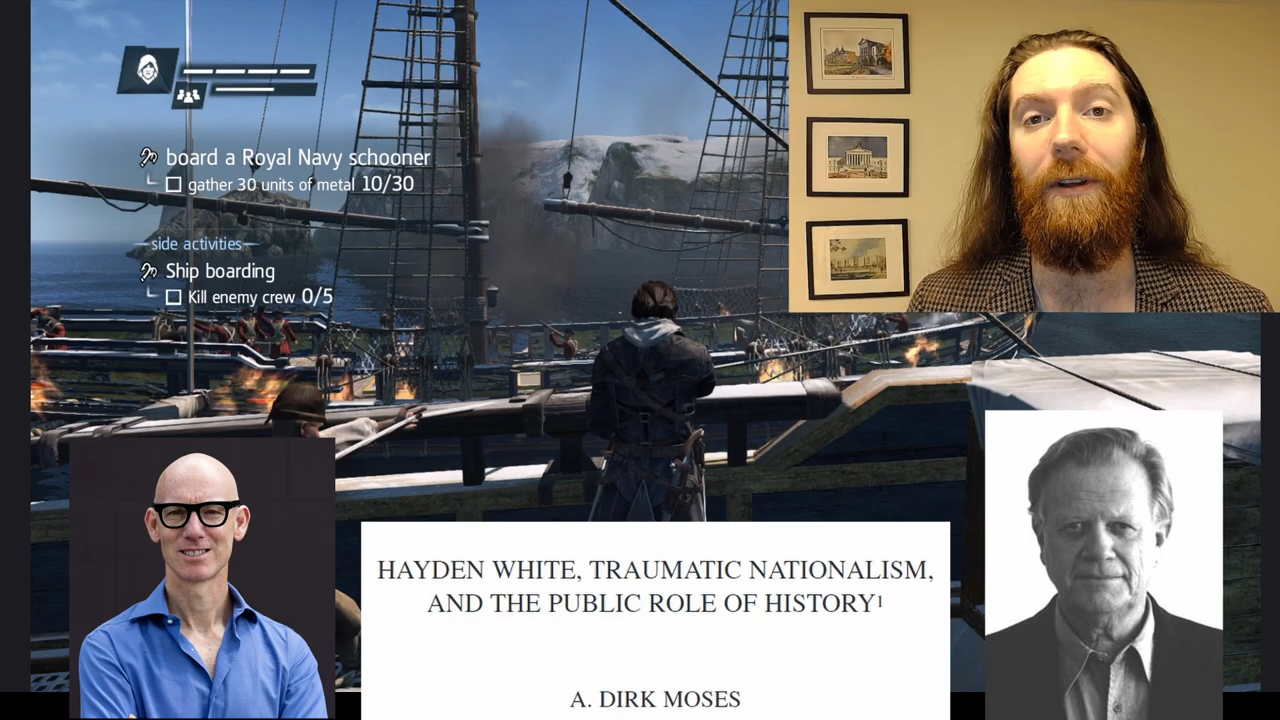 board a Royal Navy schooner
gather 30 units of metal 10/30
side activities
Ship boarding
Kill enemy crew 0/5
HAYDEN WHITE, TRAUMATIC NATIONALISM,
AND THE PUBLIC ROLE OF HISTORY¹
A. DIRK MOSES